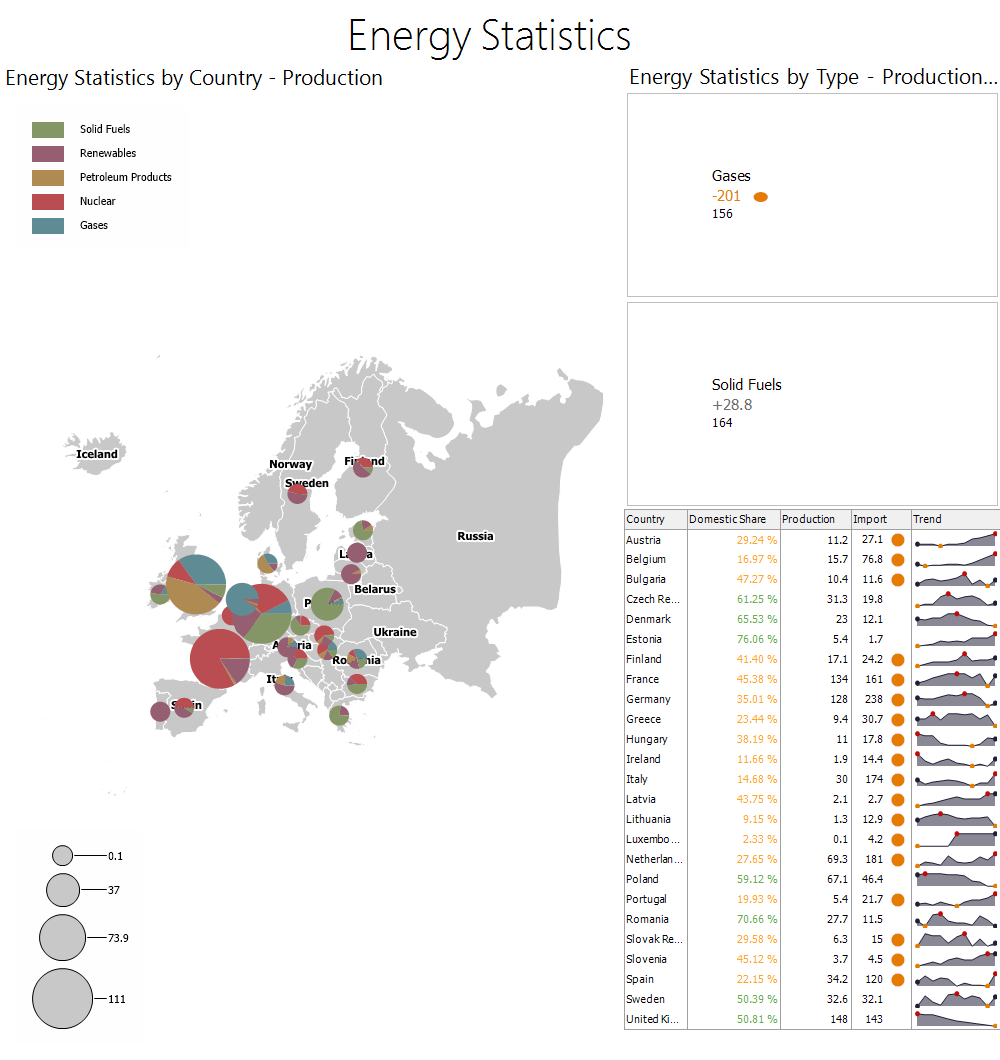 Energy Statistics
Energy Statistics by Country - Production
Solid Fuels
Renewables
Petroleum Products
Nuclear
Gases
Iceland
Norway
Finland
Sweden
Russia
Belarus
Ukraine
Romania
0.1
37
73.9
111
Energy Statistics by Type - Production...
Gases
-201
156
Solid Fuels
+28.8
164
Country Domestic Share Production Import Trend
Austria 29.24 % 11.2 27.1
Belgium 16.97 % 15.7 76.8
Bulgaria 47.27 % 10.4 11.6
Czech Re... 61.25 % 31.3 19.8
Denmark 65.53 % 23 12.1
Estonia 76.06 % 5.4 1.7
Finland 41.40 % 17.1 24.2
France 45.38 % 134 161
Germany 35.01 % 128 238
Greece 23.44 % 9.4 30.7
Hungary 38.19 % 11 17.8
Ireland 11.66 % 1.9 14.4
Italy 14.68 % 30 174
Latvia 43.75 % 2.1 2.7
Lithuania 9.15 % 1.3 12.9
Luxembo... 2.33 % 0.1 4.2
Netherlan... 27.65 % 69.3 181
Poland 59.12 % 67.1 46.4
Portugal 19.93 % 5.4 21.7
Romania 70.66 % 27.7 11.5
Slovak Re... 29.58 % 6.3 15
Slovenia 45.12 % 3.7 4.5
Spain 22.15 % 34.2 120
Sweden 50.39 % 32.6 32.1
United Ki... 50.81 % 148 143